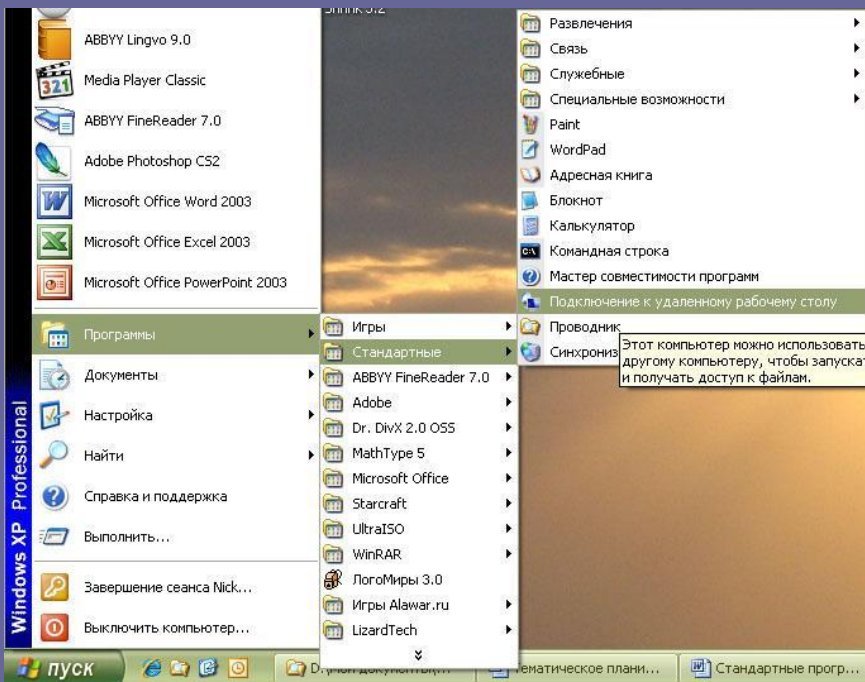 ABBYY Lingvo 9.0
Media Player Classic
ABBYY FineReader 7.0
Adobe Photoshop CS2
Microsoft Office Word 2003
Microsoft Office Excel 2003
Microsoft Office PowerPoint 2003
Программы
Документы
Настройка
Найти
Справка и поддержка
Выполнить...
Завершение сеанса Nick...
Выключить компьютер...
Windows XP Professional
Игры
Стандартные
ABBYY FineReader 7.0
Adobe
Dr. DivX 2.0 OSS
MathType 5
Microsoft Office
Starcraft
UltraISO
WinRAR
ЛогоМиры 3.0
Игры Alawar.ru
LizardTech
Развлечения
Связь
Служебные
Специальные возможности
Paint
WordPad
Адресная книга
Блокнот
Калькулятор
Командная строка
Мастер совместимости программ
Подключение к удаленному рабочему столу
Проводник
Синхрониз
Этот компьютер можно использовать
другому компьютеру, чтобы запускат
и получать доступ к файлам.
пуск
тематическое плани...
Стандартные прогр...